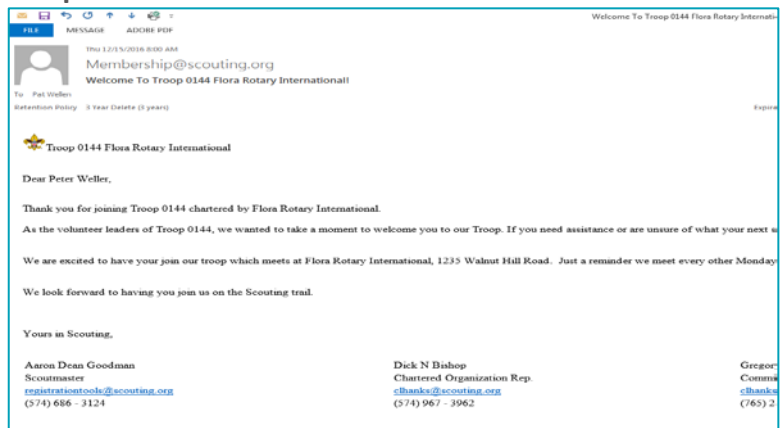 Welcome To Troop 0144 Flora Rotary Internati
FILE MESSAGE ADOBE PDF
Thu 12/15/2016 8:00 AM
Membership@scouting.org
Welcome To Troop 0144 Flora Rotary International!
To Pat Wellen
Retention Policy 3 Year Delete (3 years) Expire
Troop 0144 Flora Rotary International
Dear Peter Weller,
Thank you for joining Troop 0144 chartered by Flora Rotary International.
As the volunteer leaders of Troop 0144, we wanted to take a moment to welcome you to our Troop. If you need assistance or are unsure of what your next s
We are excited to have your join our troop which meets at Flora Rotary International, 1235 Walnut Hill Road. Just a reminder we meet every other Monday
We look forward to having you join us on the Scouting trail.
Yours in Scouting,
Aaron Dean Goodman Dick N Bishop Gregory
Scoutmaster Chartered Organization Rep. Commi
registrationtools@scouting.org clhanks@scouting.org clhanks
(574) 686 - 3124 (574) 967 - 3962 (765) 2